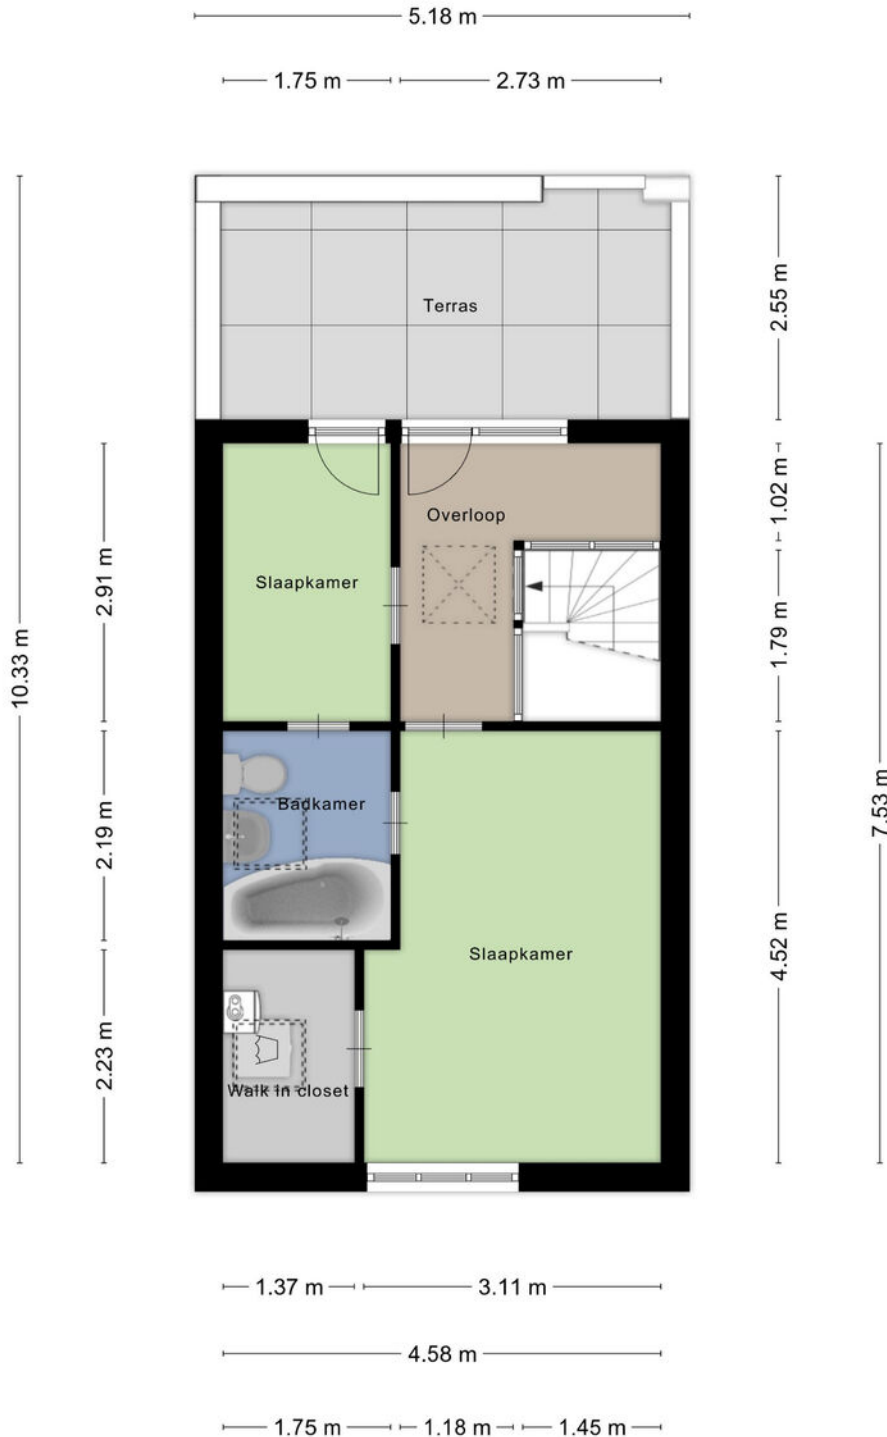 5.18 m
1.75 m
2.73 m
Terras
2.55 m
Overloop
1.02 m
Slaapkamer
2.91 m
1.79 m
10.33 m
Badkamer
2.19 m
7.53 m
Slaapkamer
4.52 m
2.23 m
Walk in closet
1.37 m
3.11 m
4.58 m
1.75 m
1.18 m
1.45 m